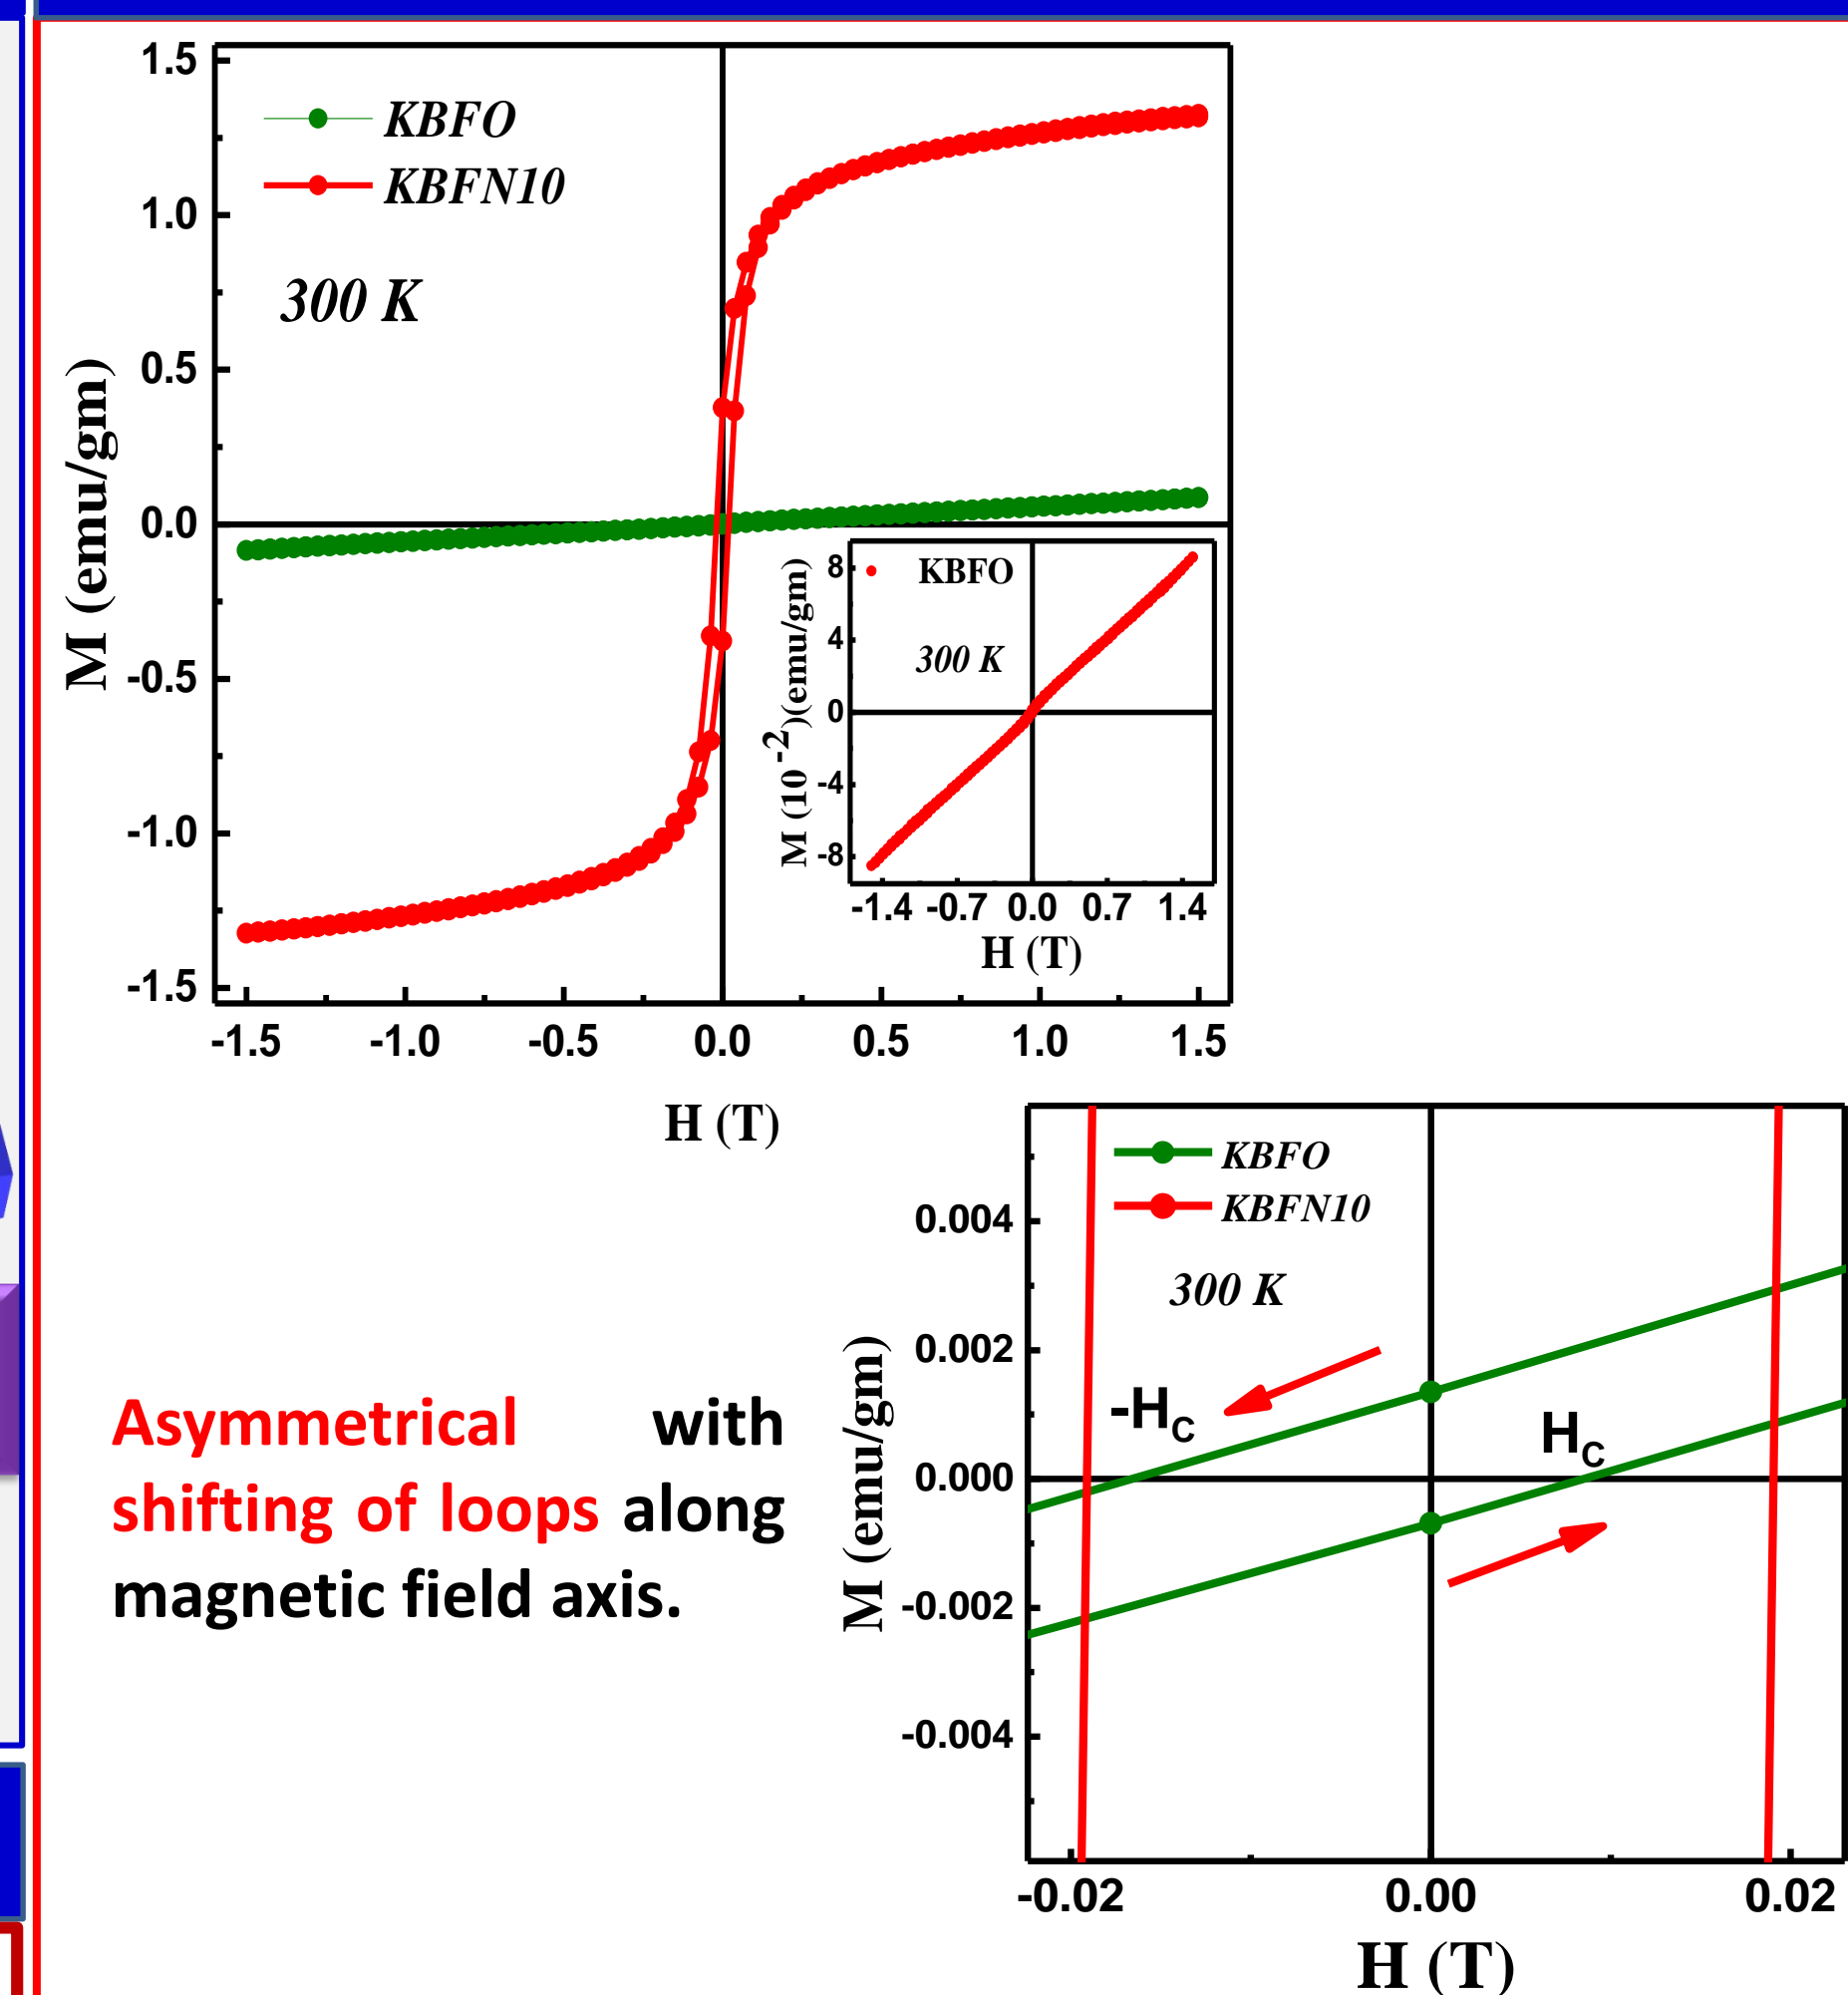 1.5
1.0
0.5
0.0
-0.5
-1.0
-1.5
M (emu/gm)
KBFO
KBFN10
300 K
-1.5 -1.0 -0.5 0.0 0.5 1.0 1.5
H (T)
8
4
0
-4
-8
M (10-2)(emu/gm)
KBFO
300 K
-1.4 -0.7 0.0 0.7 1.4
H (T)
Asymmetrical with
shifting of loops along
magnetic field axis.
0.004
0.002
0.000
-0.002
-0.004
M (emu/gm)
KBFO
KBFN10
300 K
-HC
HC
-0.02 0.00 0.02
H (T)